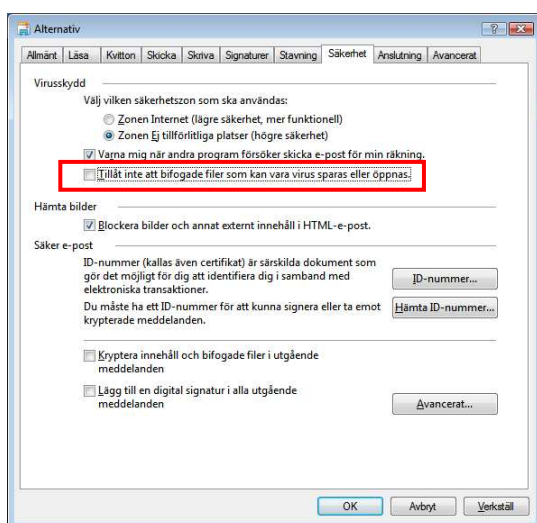 Alternativ
Allmänt Läsa Kvitton Skicka Skriva Signaturer Stavning Säkerhet Anslutning Avancerat
Virusskydd
Välj vilken säkerhetszon som ska användas:
Zonen Internet (lägre säkerhet, mer funktionell)
Zonen Ej tillförlitliga platser (högre säkerhet)
Varna mig när andra program försöker skicka e-post för min räkning.
Tillåt inte att bifogade filer som kan vara virus sparas eller öppnas.
Hämta bilder
Blockera bilder och annat externt innehåll i HTML-e-post.
Säker e-post
ID-nummer (kallas även certifikat) är särskilda dokument som
gör det möjligt för dig att identifiera dig i samband med
elektroniska transaktioner.
ID-nummer...
Du måste ha ett ID-nummer för att kunna signera eller ta emot
krypterade meddelanden.
Hämta ID-nummer...
Kryptera innehåll och bifogade filer i utgående
meddelanden
Lägg till en digital signatur i alla utgående
meddelanden
Avancerat...
OK Avbryt Verkställ